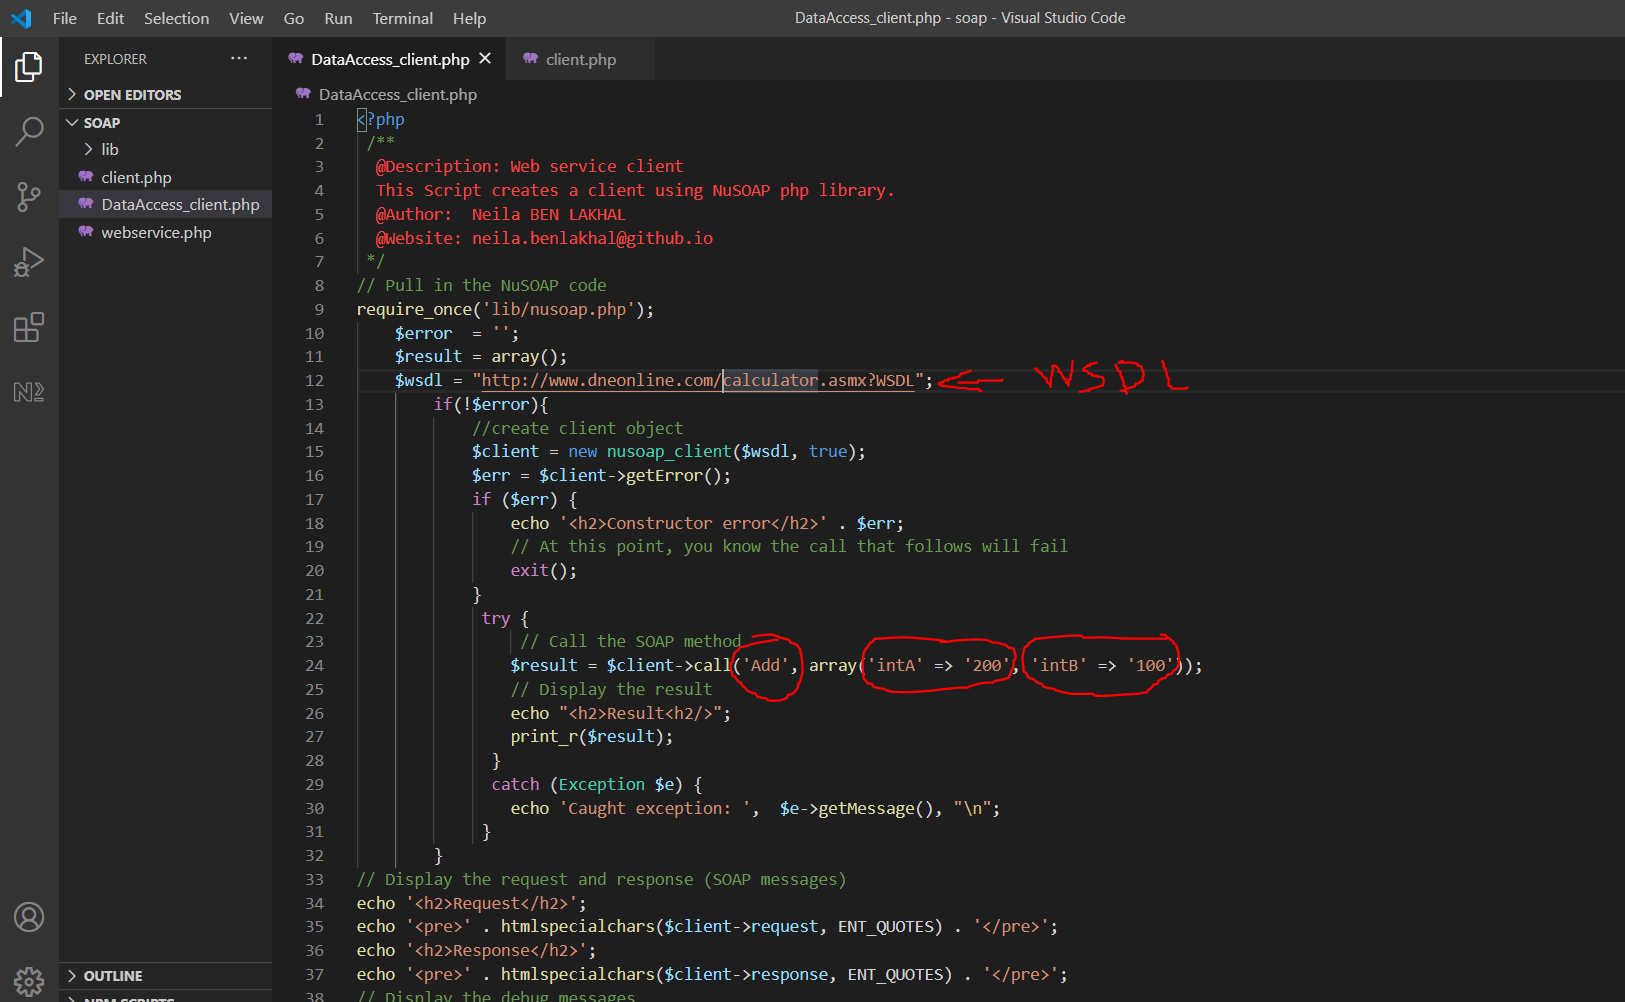 File Edit Selection View Go Run Terminal Help
DataAccess_client.php - soap - Visual Studio Code
EXPLORER ···
OPEN EDITORS
SOAP
lib
client.php
DataAccess_client.php
webservice.php
OUTLINE
NPM SCRIPTS
DataAccess_client.php client.php
DataAccess_client.php
1 <?php
2 /**
3 @Description: Web service client
4 This Script creates a client using NuSOAP php library.
5 @Author:  Neila BEN LAKHAL
6 @Website: neila.benlakhal@github.io
7 */
8 // Pull in the NuSOAP code
9 require_once('lib/nusoap.php');
10 $error  = '';
11 $result = array();
12 $wsdl = "http://www.dneonline.com/calculator.asmx?WSDL"; WSDL
13 if(!$error){
14 //create client object
15 $client = new nusoap_client($wsdl, true);
16 $err = $client->getError();
17 if ($err) {
18 echo '<h2>Constructor error</h2>' . $err;
19 // At this point, you know the call that follows will fail
20 exit();
21 }
22 try {
23 // Call the SOAP method
24 $result = $client->call('Add', array('intA' => '200', 'intB' => '100'));
25 // Display the result
26 echo "<h2>Result<h2/>";
27 print_r($result);
28 }
29 catch (Exception $e) {
30 echo 'Caught exception: ',  $e->getMessage(), "\n";
31 }
32 }
33 // Display the request and response (SOAP messages)
34 echo '<h2>Request</h2>';
35 echo '<pre>' . htmlspecialchars($client->request, ENT_QUOTES) . '</pre>';
36 echo '<h2>Response</h2>';
37 echo '<pre>' . htmlspecialchars($client->response, ENT_QUOTES) . '</pre>';
38 // Display the debug messages